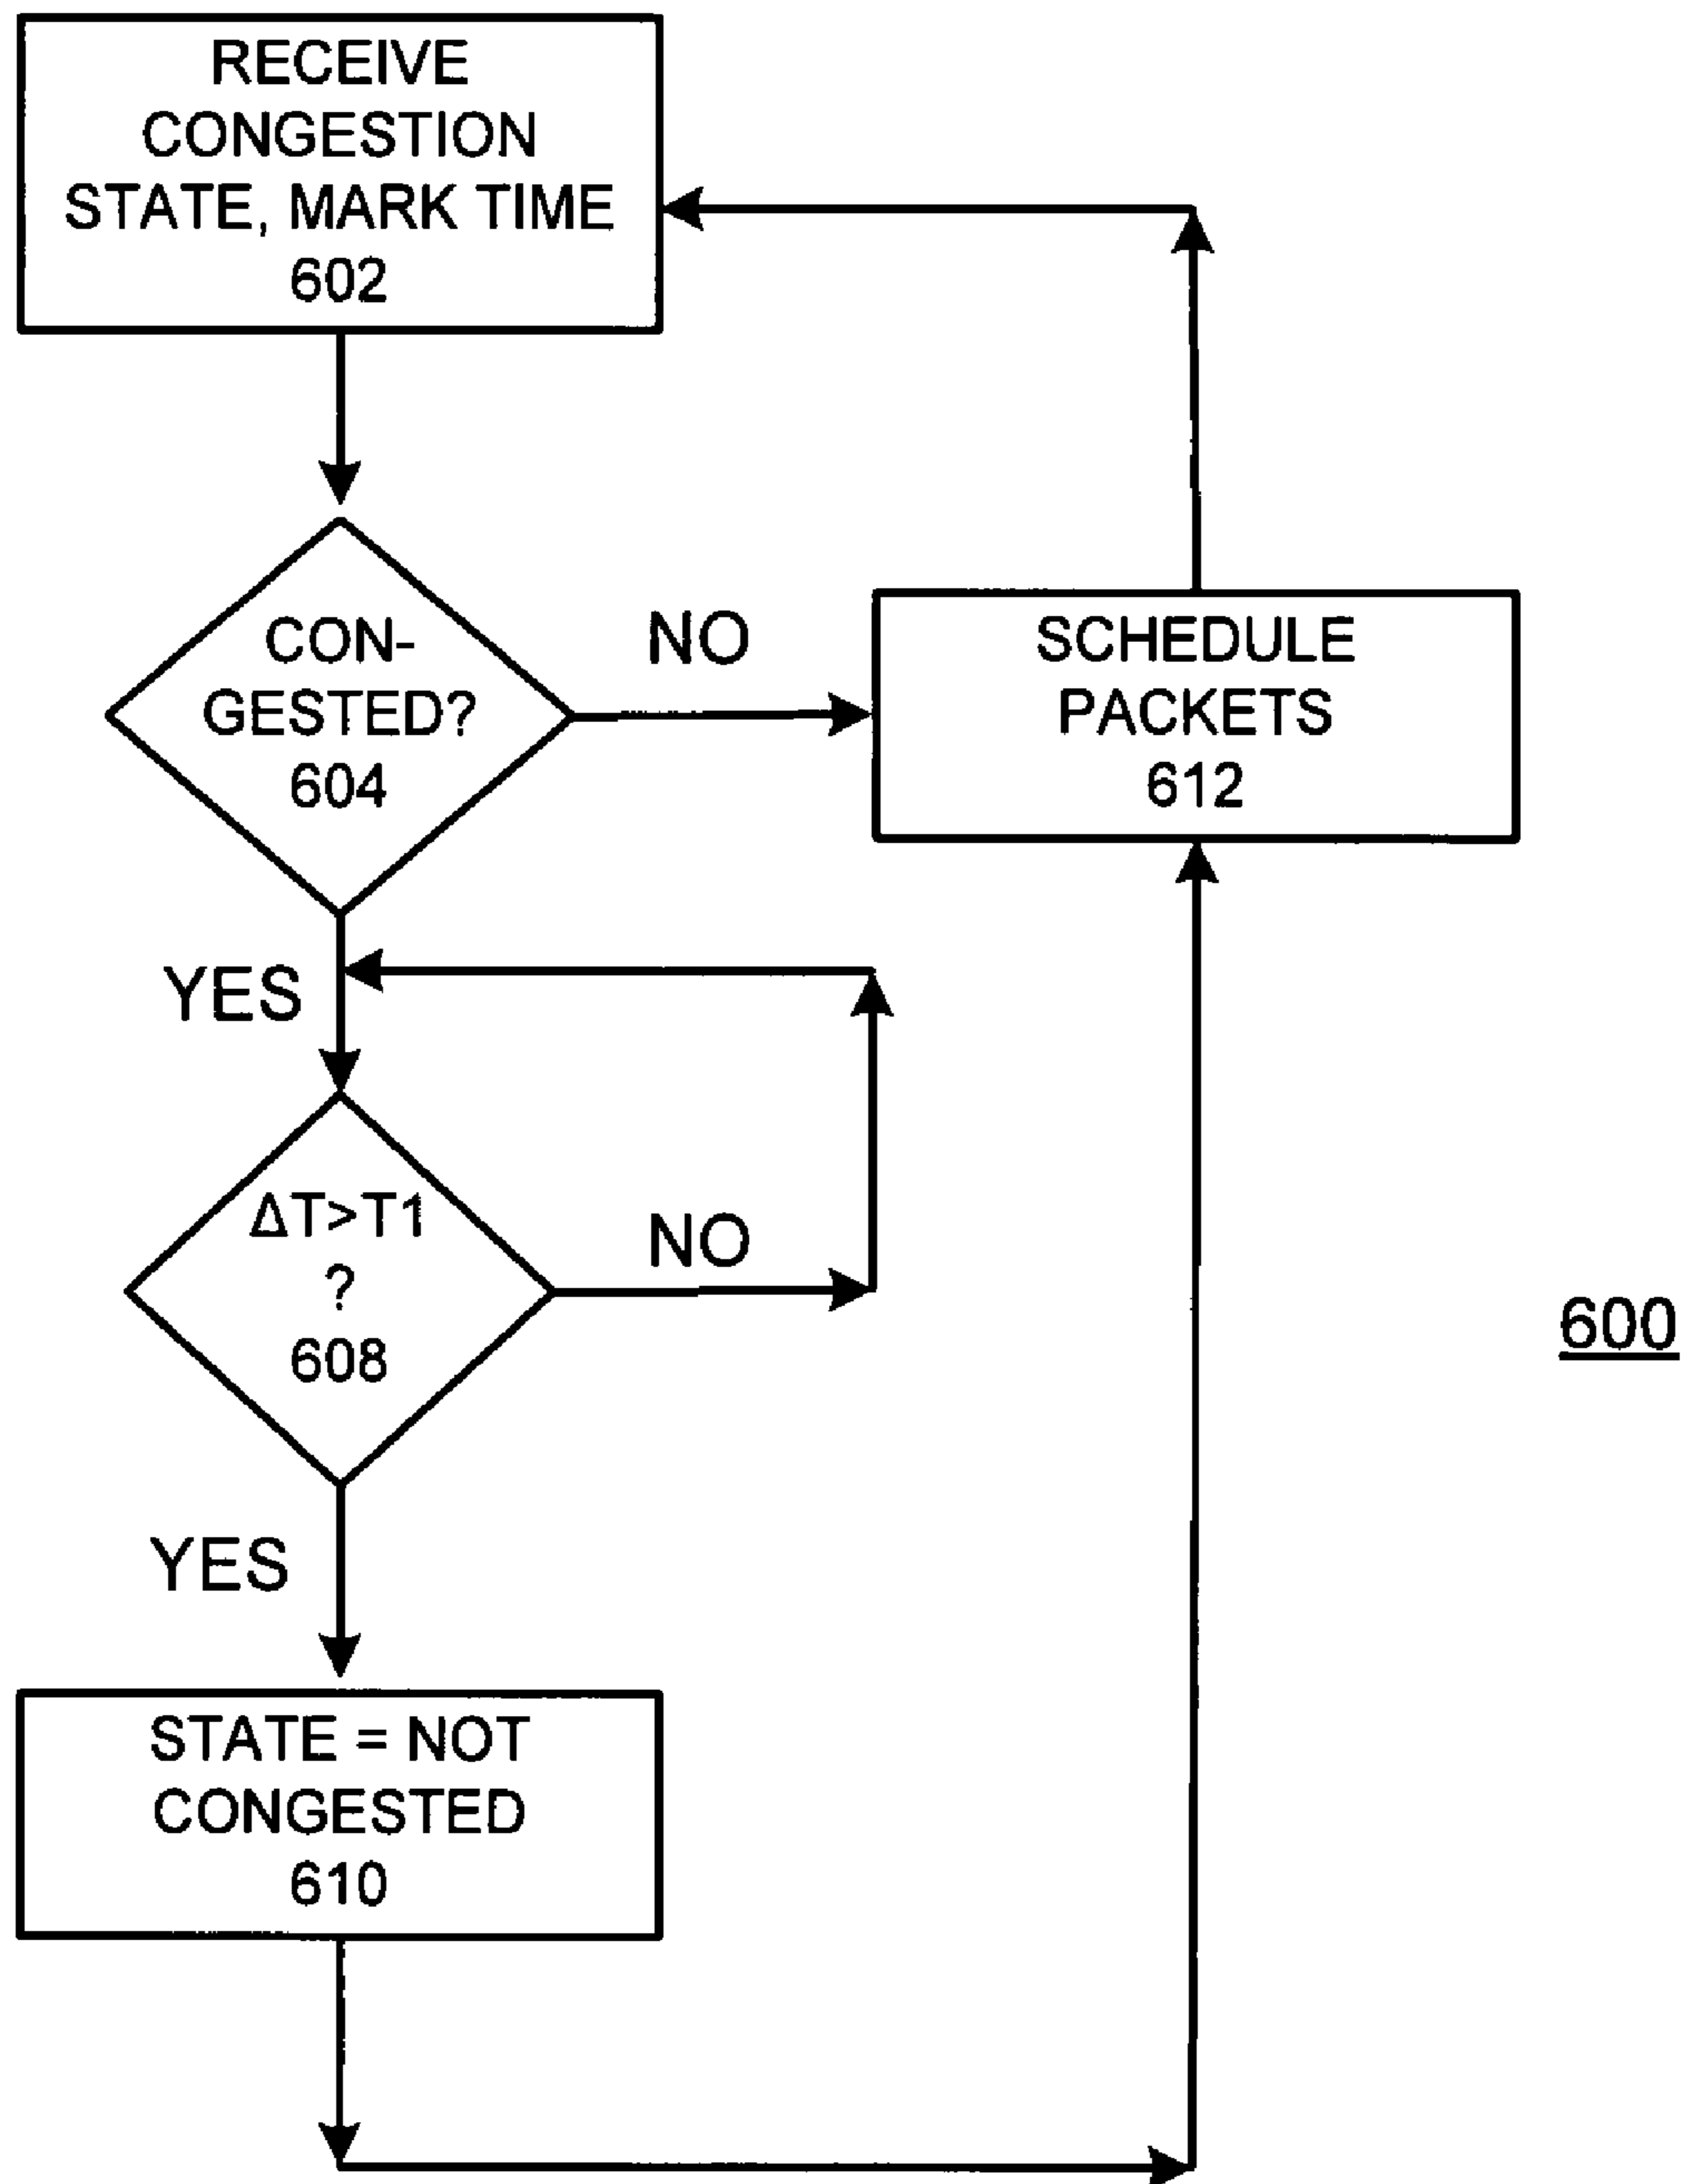 RECEIVE
CONGESTION
STATE, MARK TIME
602
CON-
GESTED?
604
NO
SCHEDULE
PACKETS
612
YES
ΔT>T1
?
608
NO
600
YES
STATE = NOT
CONGESTED
610